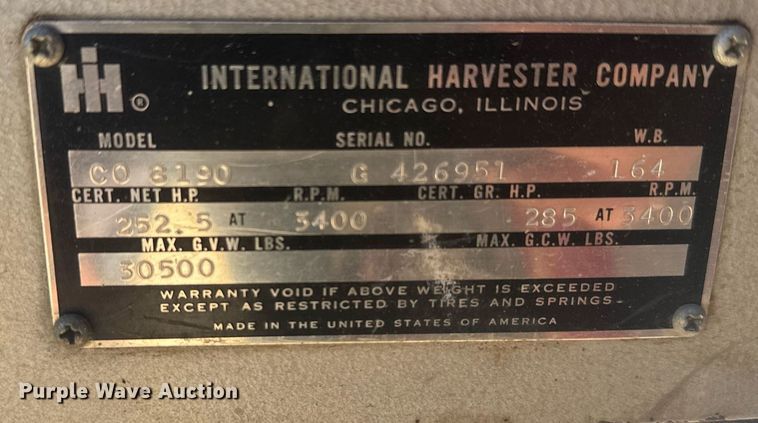 IH ® INTERNATIONAL HARVESTER COMPANY
CHICAGO, ILLINOIS
MODEL SERIAL NO. W.B.
CO 8190 G 426951 164
CERT. NET H.P. R.P.M. CERT. GR. H.P. R.P.M.
252.5 AT 3400 285 AT 3400
MAX. G.V.W. LBS. MAX. G.C.W. LBS.
30500
WARRANTY VOID IF ABOVE WEIGHT IS EXCEEDED
EXCEPT AS RESTRICTED BY TIRES AND SPRINGS
MADE IN THE UNITED STATES OF AMERICA
Purple Wave Auction